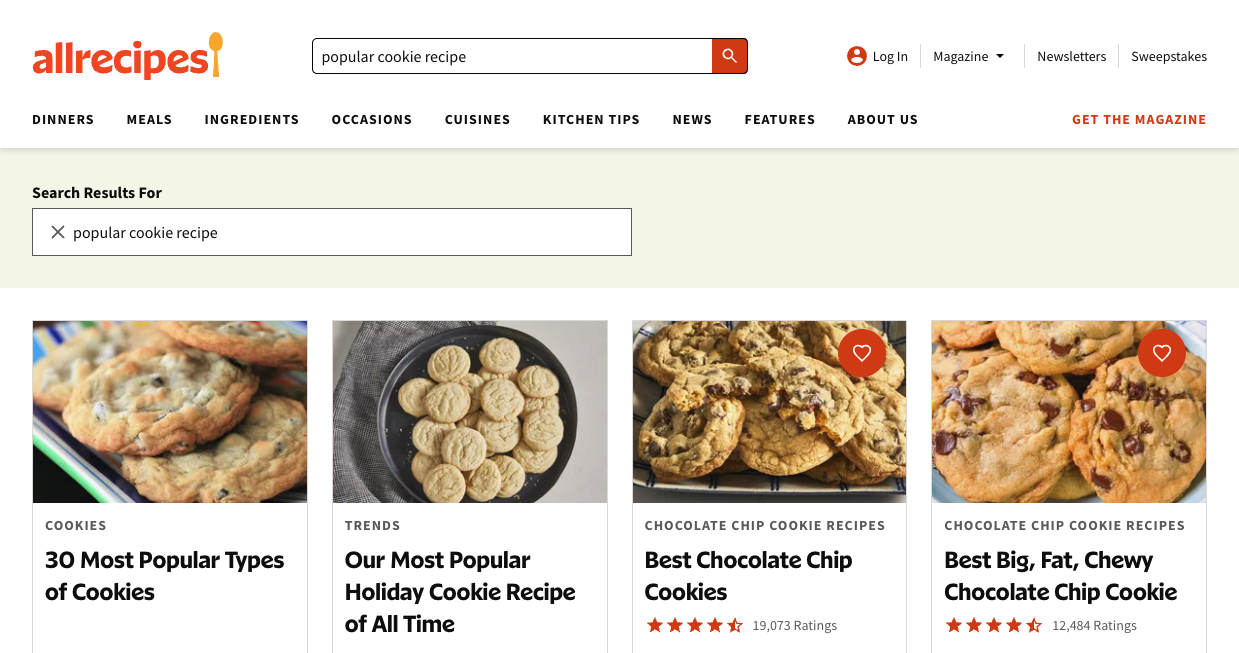 allrecipes
popular cookie recipe
Log In
Magazine
Newsletters
Sweepstakes
DINNERS MEALS INGREDIENTS OCCASIONS CUISINES KITCHEN TIPS NEWS FEATURES ABOUT US GET THE MAGAZINE
Search Results For
popular cookie recipe
COOKIES
30 Most Popular Types
of Cookies
TRENDS
Our Most Popular
Holiday Cookie Recipe
of All Time
CHOCOLATE CHIP COOKIE RECIPES
Best Chocolate Chip
Cookies
19,073 Ratings
CHOCOLATE CHIP COOKIE RECIPES
Best Big, Fat, Chewy
Chocolate Chip Cookie
12,484 Ratings